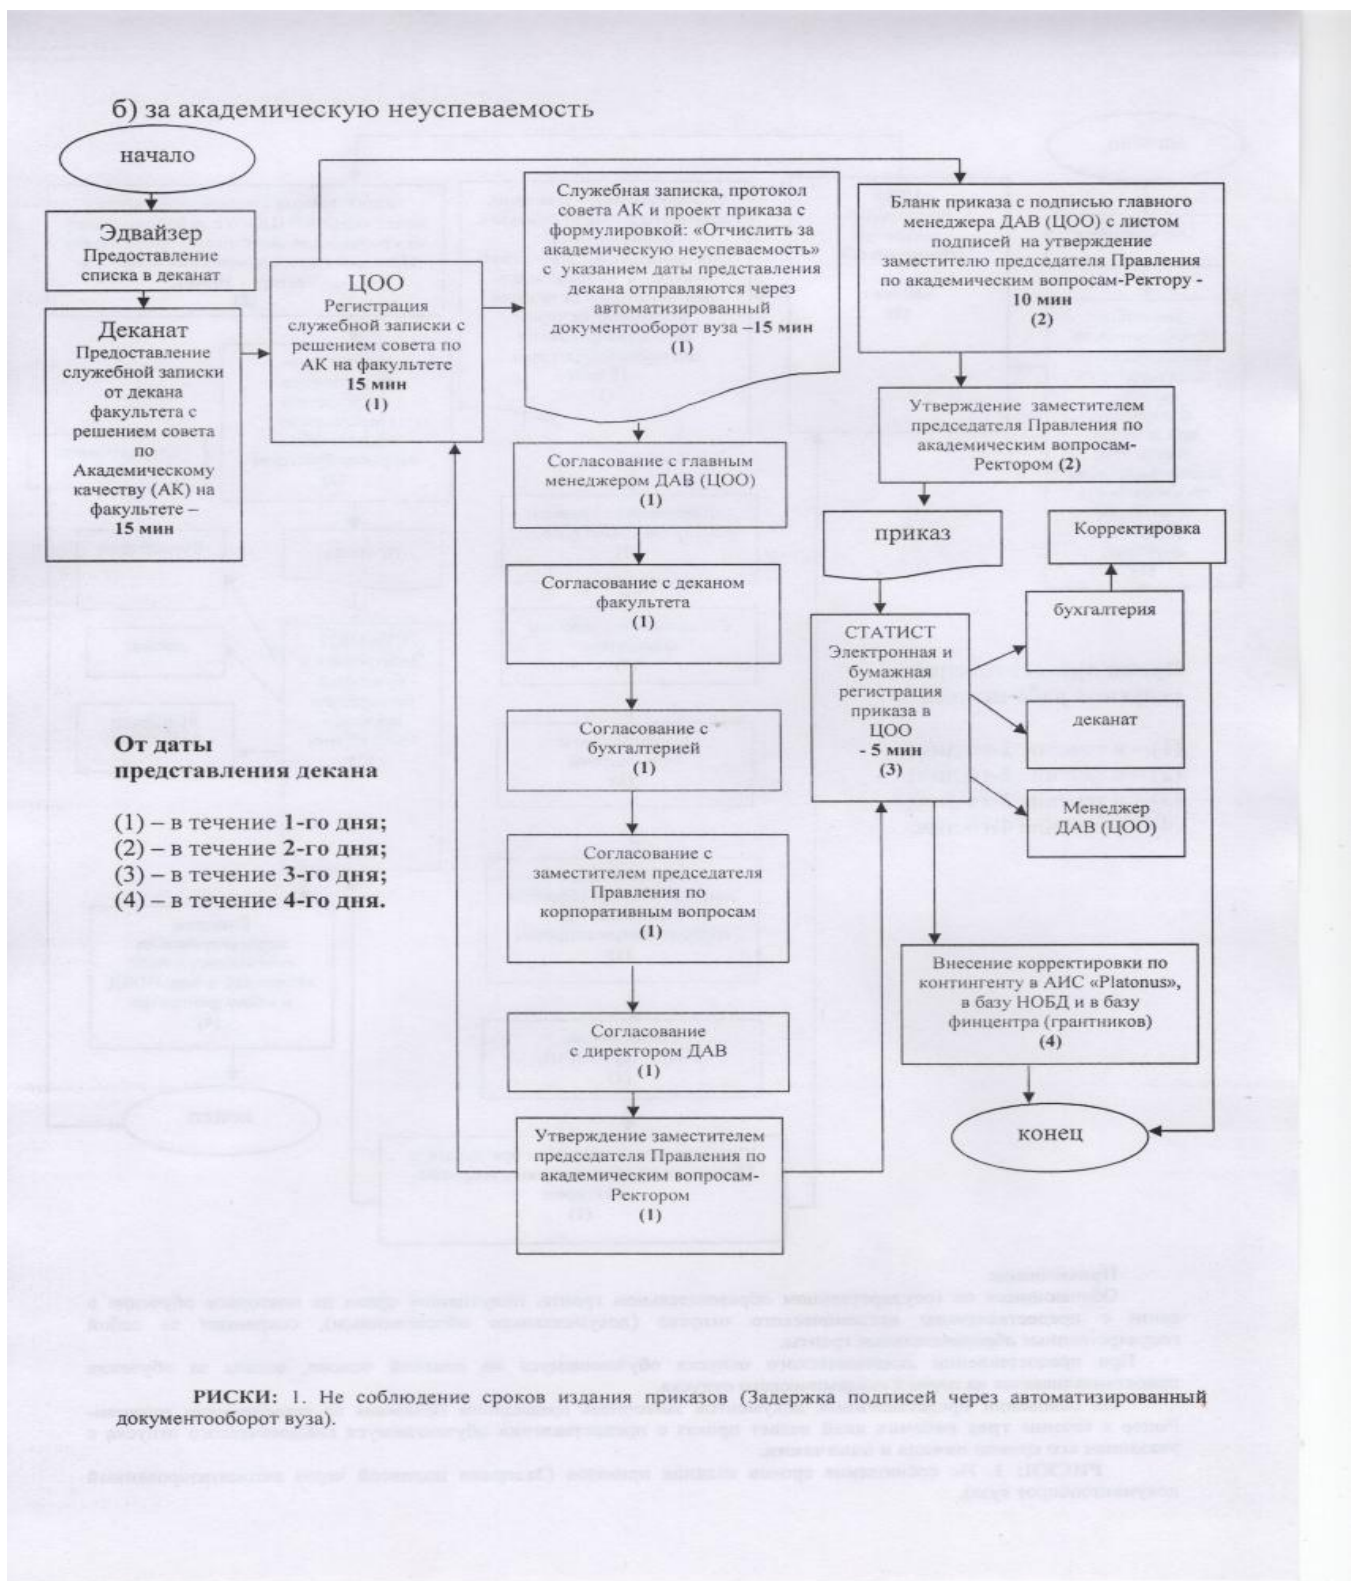 б) за академическую неуспеваемость
начало
Эдвайзер
Предоставление
списка в деканат
Деканат
Предоставление
служебной записки
от декана
факультета с
решением совета
по
Академическому
качеству (АК) на
факультете –
15 мин
ЦОО
Регистрация
служебной записки с
решением совета по
АК на факультете
15 мин
(1)
Служебная записка, протокол
совета АК и проект приказа с
формулировкой: «Отчислить за
академическую неуспеваемость»
с указанием даты представления
декана отправляются через
автоматизированный
документооборот вуза –15 мин
(1)
Согласование с главным
менеджером ДАВ (ЦОО)
(1)
Согласование с деканом
факультета
(1)
Согласование с
бухгалтерией
(1)
Согласование с
заместителем председателя
Правления по
корпоративным вопросам
(1)
Согласование
с директором ДАВ
(1)
Утверждение заместителем
председателя Правления по
академическим вопросам-
Ректором
(1)
Бланк приказа с подписью главного
менеджера ДАВ (ЦОО) с листом
подписей на утверждение
заместителю председателя Правления
по академическим вопросам-Ректору -
10 мин
(2)
Утверждение заместителем
председателя Правления по
академическим вопросам-
Ректором (2)
приказ
СТАТИСТ
Электронная и
бумажная
регистрация
приказа в
ЦОО
- 5 мин
(3)
Корректировка
бухгалтерия
деканат
Менеджер
ДАВ (ЦОО)
Внесение корректировки по
контингенту в АИС «Platonus»,
в базу НОБД и в базу
финцентра (грантников)
(4)
конец
От даты
представления декана
(1) – в течение 1-го дня;
(2) – в течение 2-го дня;
(3) – в течение 3-го дня;
(4) – в течение 4-го дня.
РИСКИ: 1. Не соблюдение сроков издания приказов (Задержка подписей через автоматизированный
документооборот вуза).